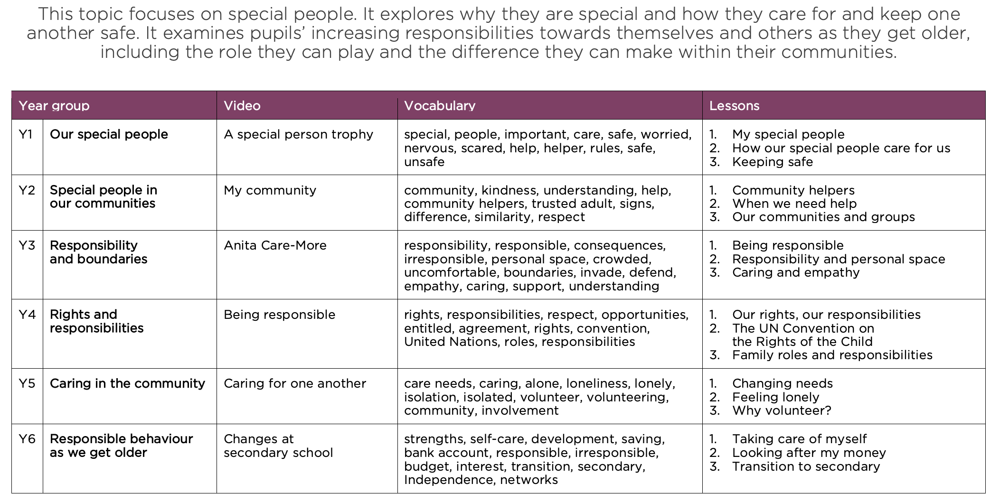 This topic focuses on special people. It explores why they are special and how they care for and keep one
another safe. It examines pupils’ increasing responsibilities towards themselves and others as they get older,
including the role they can play and the difference they can make within their communities.
Year group Video Vocabulary Lessons
Y1 Our special people A special person trophy special, people, important, care, safe, worried, 1. My special people
nervous, scared, help, helper, rules, safe, 2. How our special people care for us
unsafe 3. Keeping safe
Y2 Special people in My community community, kindness, understanding, help, 1. Community helpers
our communities community helpers, trusted adult, signs, 2. When we need help
difference, similarity, respect 3. Our communities and groups
Y3 Responsibility Anita Care-More responsibility, responsible, consequences, 1. Being responsible
and boundaries irresponsible, personal space, crowded, 2. Responsibility and personal space
uncomfortable, boundaries, invade, defend, 3. Caring and empathy
empathy, caring, support, understanding
Y4 Rights and Being responsible rights, responsibilities, respect, opportunities, 1. Our rights, our responsibilities
responsibilities entitled, agreement, rights, convention, 2. The UN Convention on
United Nations, roles, responsibilities the Rights of the Child
3. Family roles and responsibilities
Y5 Caring in the community Caring for one another care needs, caring, alone, loneliness, lonely, 1. Changing needs
isolation, isolated, volunteer, volunteering, 2. Feeling lonely
community, involvement 3. Why volunteer?
Y6 Responsible behaviour Changes at strengths, self-care, development, saving, 1. Taking care of myself
as we get older secondary school bank account, responsible, irresponsible, 2. Looking after my money
budget, interest, transition, secondary, 3. Transition to secondary
Independence, networks